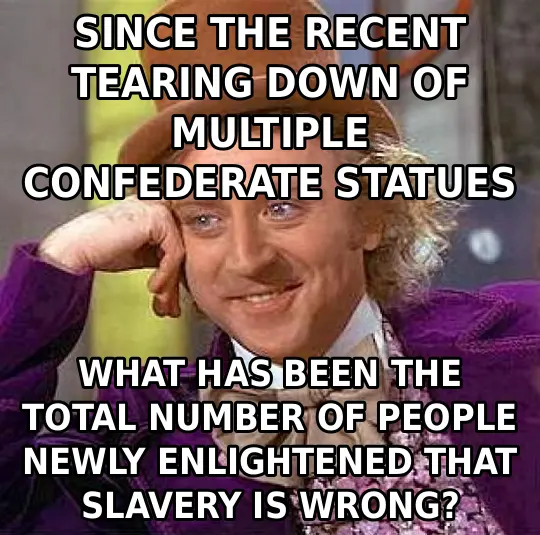 SINCE THE RECENT
TEARING DOWN OF
MULTIPLE
CONFEDERATE STATUES
WHAT HAS BEEN THE
TOTAL NUMBER OF PEOPLE
NEWLY ENLIGHTENED THAT
SLAVERY IS WRONG?